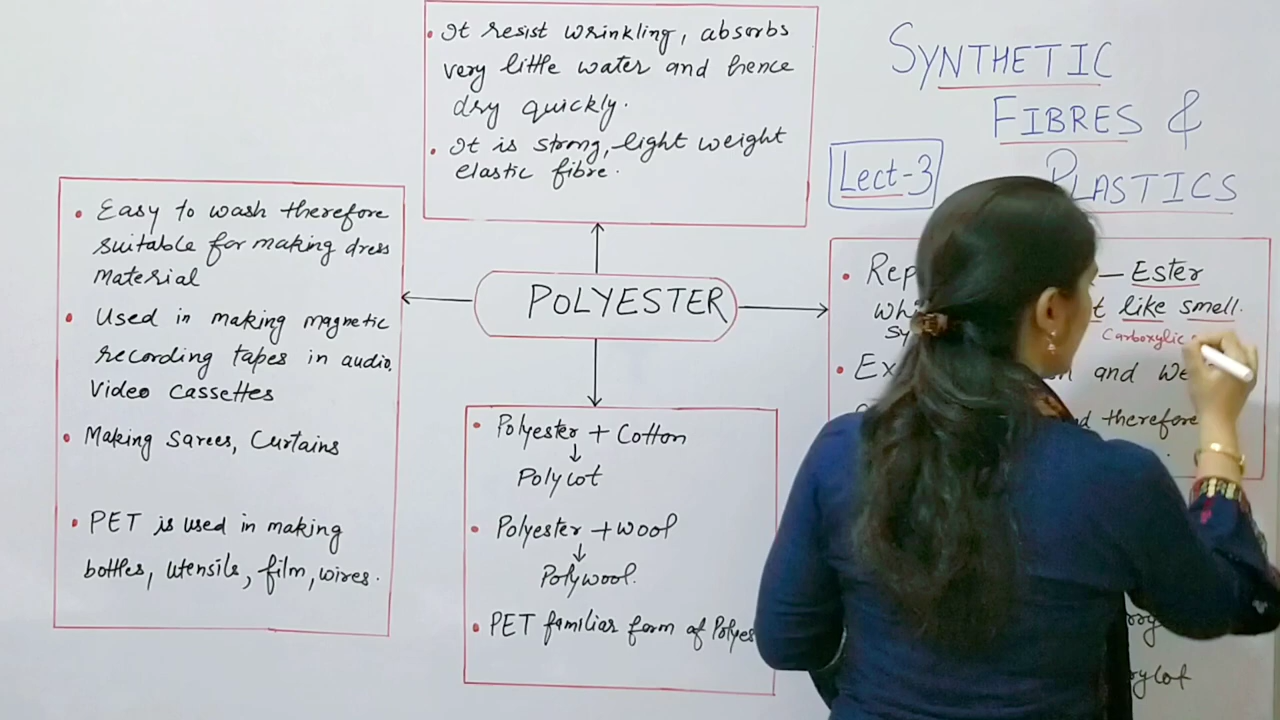 SYNTHETIC
FIBRES &
PLASTICS
Lect-3
• It resist wrinkling, absorbs
very little water and hence
dry quickly.
• It is strong, light weight
elastic fibre.
POLYESTER
• Easy to wash therefore
suitable for making dress
Material
• Used in making magnetic
recording tapes in audio,
Video cassettes
• Making Sarees, Curtains
• PET is used in making
bottles, utensils, film, wires.
• Polyester + Cotton
↓
Polycot
• Polyester + wool
↓
Polywool.
• PET familiar form of Polyes
• Rep — Ester
like smell.
Carboxylic
• Ex and we
and therefore